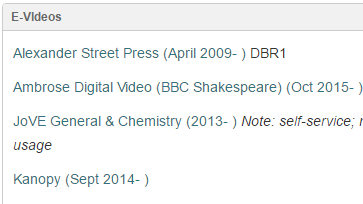 E-Videos
Alexander Street Press (April 2009- ) DBR1
Ambrose Digital Video (BBC Shakespeare) (Oct 2015- )
JoVE General & Chemistry (2013- ) Note: self-service;
usage
Kanopy (Sept 2014- )